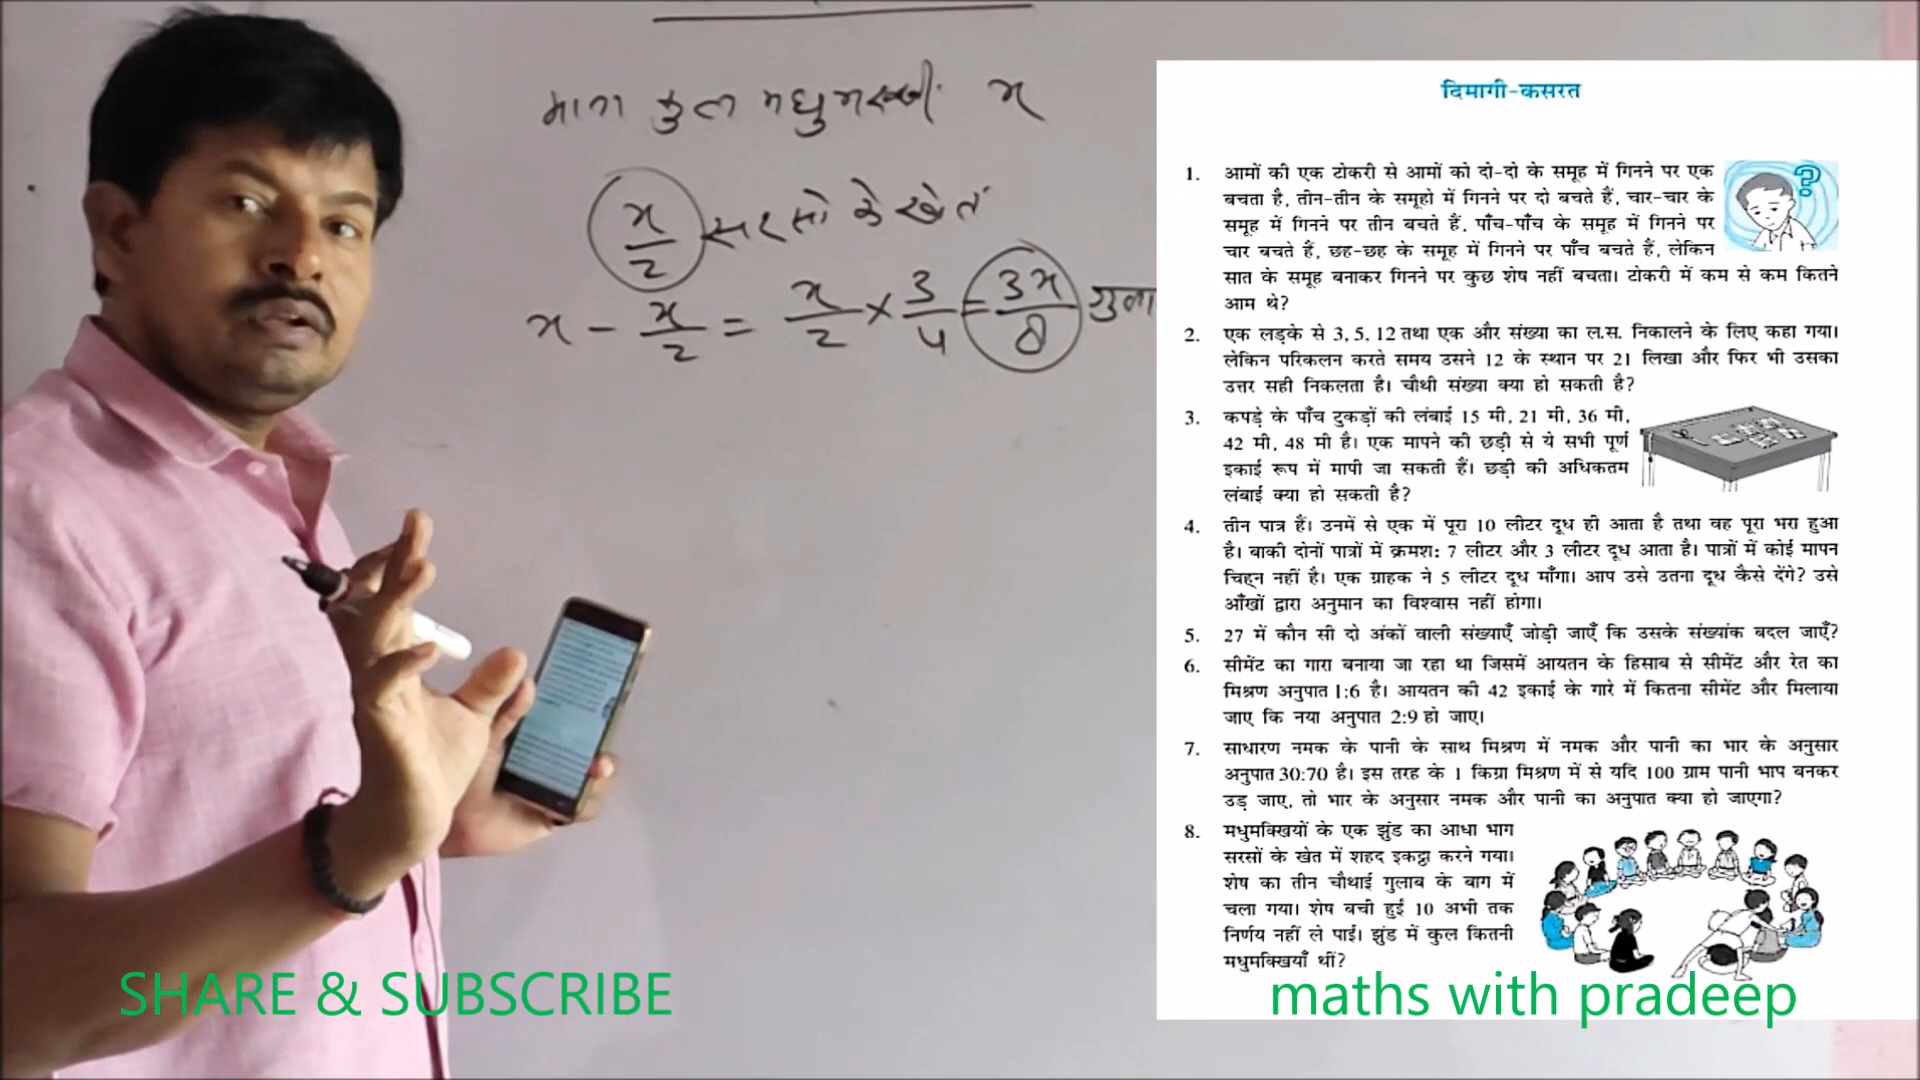 माना कुल मधुमक्खी x
x/2 सरसों के खेत
x - x/2 = x/2 × 3/4 = 3x/8 गुला
दिमागी-कसरत
1. आमों की एक टोकरी से आमों को दो-दो के समूह में गिनने पर एक
बचता है, तीन-तीन के समूहो में गिनने पर दो बचते हैं, चार-चार के
समूह में गिनने पर तीन बचते हैं, पाँच-पाँच के समूह में गिनने पर
चार बचते हैं, छह-छह के समूह में गिनने पर पाँच बचते हैं, लेकिन
सात के समूह बनाकर गिनने पर कुछ शेष नहीं बचता। टोकरी में कम से कम कितने
आम थे?
2. एक लड़के से 3, 5, 12 तथा एक और संख्या का ल.स. निकालने के लिए कहा गया।
लेकिन परिकलन करते समय उसने 12 के स्थान पर 21 लिखा और फिर भी उसका
उत्तर सही निकलता है। चौथी संख्या क्या हो सकती है?
3. कपड़े के पाँच टुकड़ों की लंबाई 15 मी, 21 मी, 36 मी,
42 मी, 48 मी है। एक मापने की छड़ी से ये सभी पूर्ण
इकाई रूप में मापी जा सकती हैं। छड़ी की अधिकतम
लंबाई क्या हो सकती है?
4. तीन पात्र हैं। उनमें से एक में पूरा 10 लीटर दूध ही आता है तथा वह पूरा भरा हुआ
है। बाकी दोनों पात्रों में क्रमश: 7 लीटर और 3 लीटर दूध आता है। पात्रों में कोई मापन
चिह्न नहीं है। एक ग्राहक ने 5 लीटर दूध माँगा। आप उसे उतना दूध कैसे देंगे? उसे
आँखों द्वारा अनुमान का विश्वास नहीं होगा।
5. 27 में कौन सी दो अंकों वाली संख्याएँ जोड़ी जाएँ कि उसके संख्यांक बदल जाएँ?
6. सीमेंट का गारा बनाया जा रहा था जिसमें आयतन के हिसाब से सीमेंट और रेत का
मिश्रण अनुपात 1:6 है। आयतन की 42 इकाई के गारे में कितना सीमेंट और मिलाया
जाए कि नया अनुपात 2:9 हो जाए।
7. साधारण नमक के पानी के साथ मिश्रण में नमक और पानी का भार के अनुसार
अनुपात 30:70 है। इस तरह के 1 किग्रा मिश्रण में से यदि 100 ग्राम पानी भाप बनकर
उड़ जाए, तो भार के अनुसार नमक और पानी का अनुपात क्या हो जाएगा?
8. मधुमक्खियों के एक झुंड का आधा भाग
सरसों के खेत में शहद इकट्ठा करने गया।
शेष का तीन चौथाई गुलाब के बाग में
चला गया। शेष बची हुई 10 अभी तक
निर्णय नहीं ले पाईं। झुंड में कुल कितनी
मधुमक्खियाँ थीं?
SHARE & SUBSCRIBE
maths with pradeep